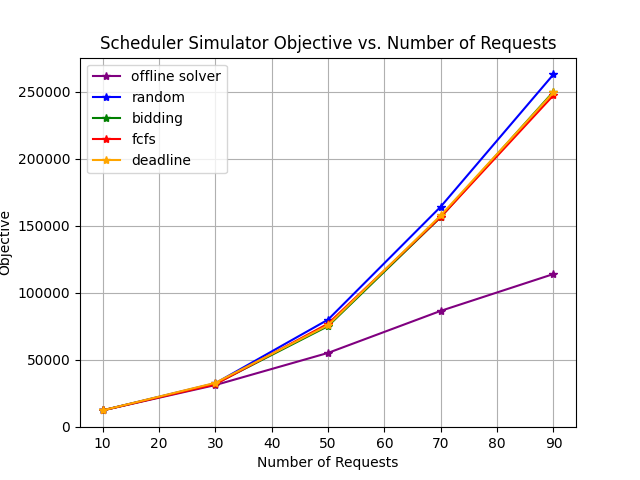 Scheduler Simulator Objective vs. Number of Requests
offline solver
random
bidding
fcfs
deadline
Objective
250000
200000
150000
100000
50000
0
10 20 30 40 50 60 70 80 90
Number of Requests